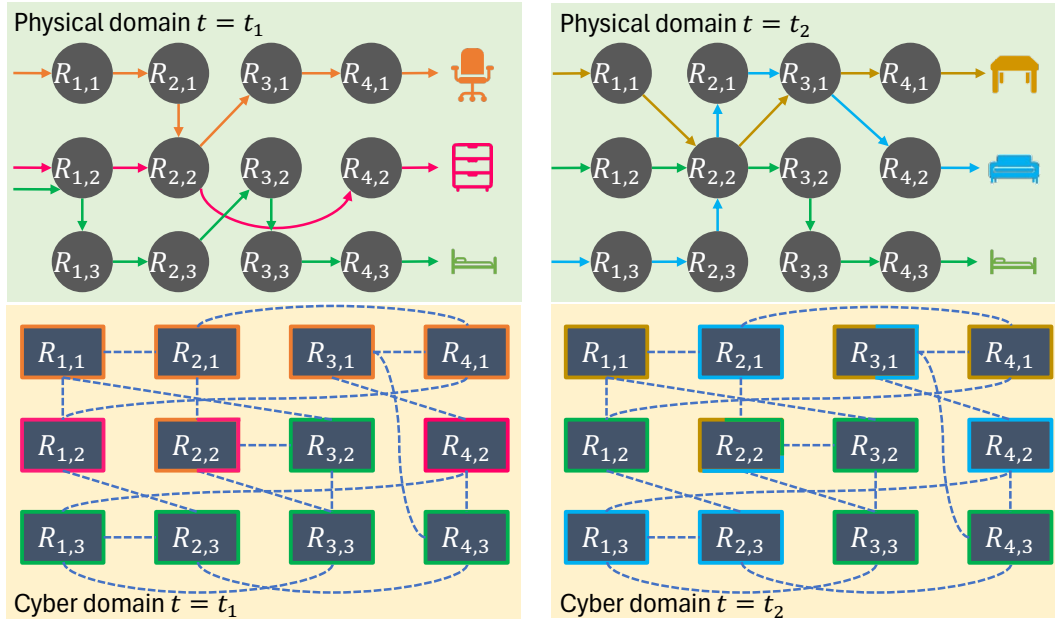 Physical domain t = t₁
R₁,₁ R₂,₁ R₃,₁ R₄,₁
R₁,₂ R₂,₂ R₃,₂ R₄,₂
R₁,₃ R₂,₃ R₃,₃ R₄,₃
Physical domain t = t₂
R₁,₁ R₂,₁ R₃,₁ R₄,₁
R₁,₂ R₂,₂ R₃,₂ R₄,₂
R₁,₃ R₂,₃ R₃,₃ R₄,₃
R₁,₁ R₂,₁ R₃,₁ R₄,₁
R₁,₂ R₂,₂ R₃,₂ R₄,₂
R₁,₃ R₂,₃ R₃,₃ R₄,₃
Cyber domain t = t₁
R₁,₁ R₂,₁ R₃,₁ R₄,₁
R₁,₂ R₂,₂ R₃,₂ R₄,₂
R₁,₃ R₂,₃ R₃,₃ R₄,₃
Cyber domain t = t₂